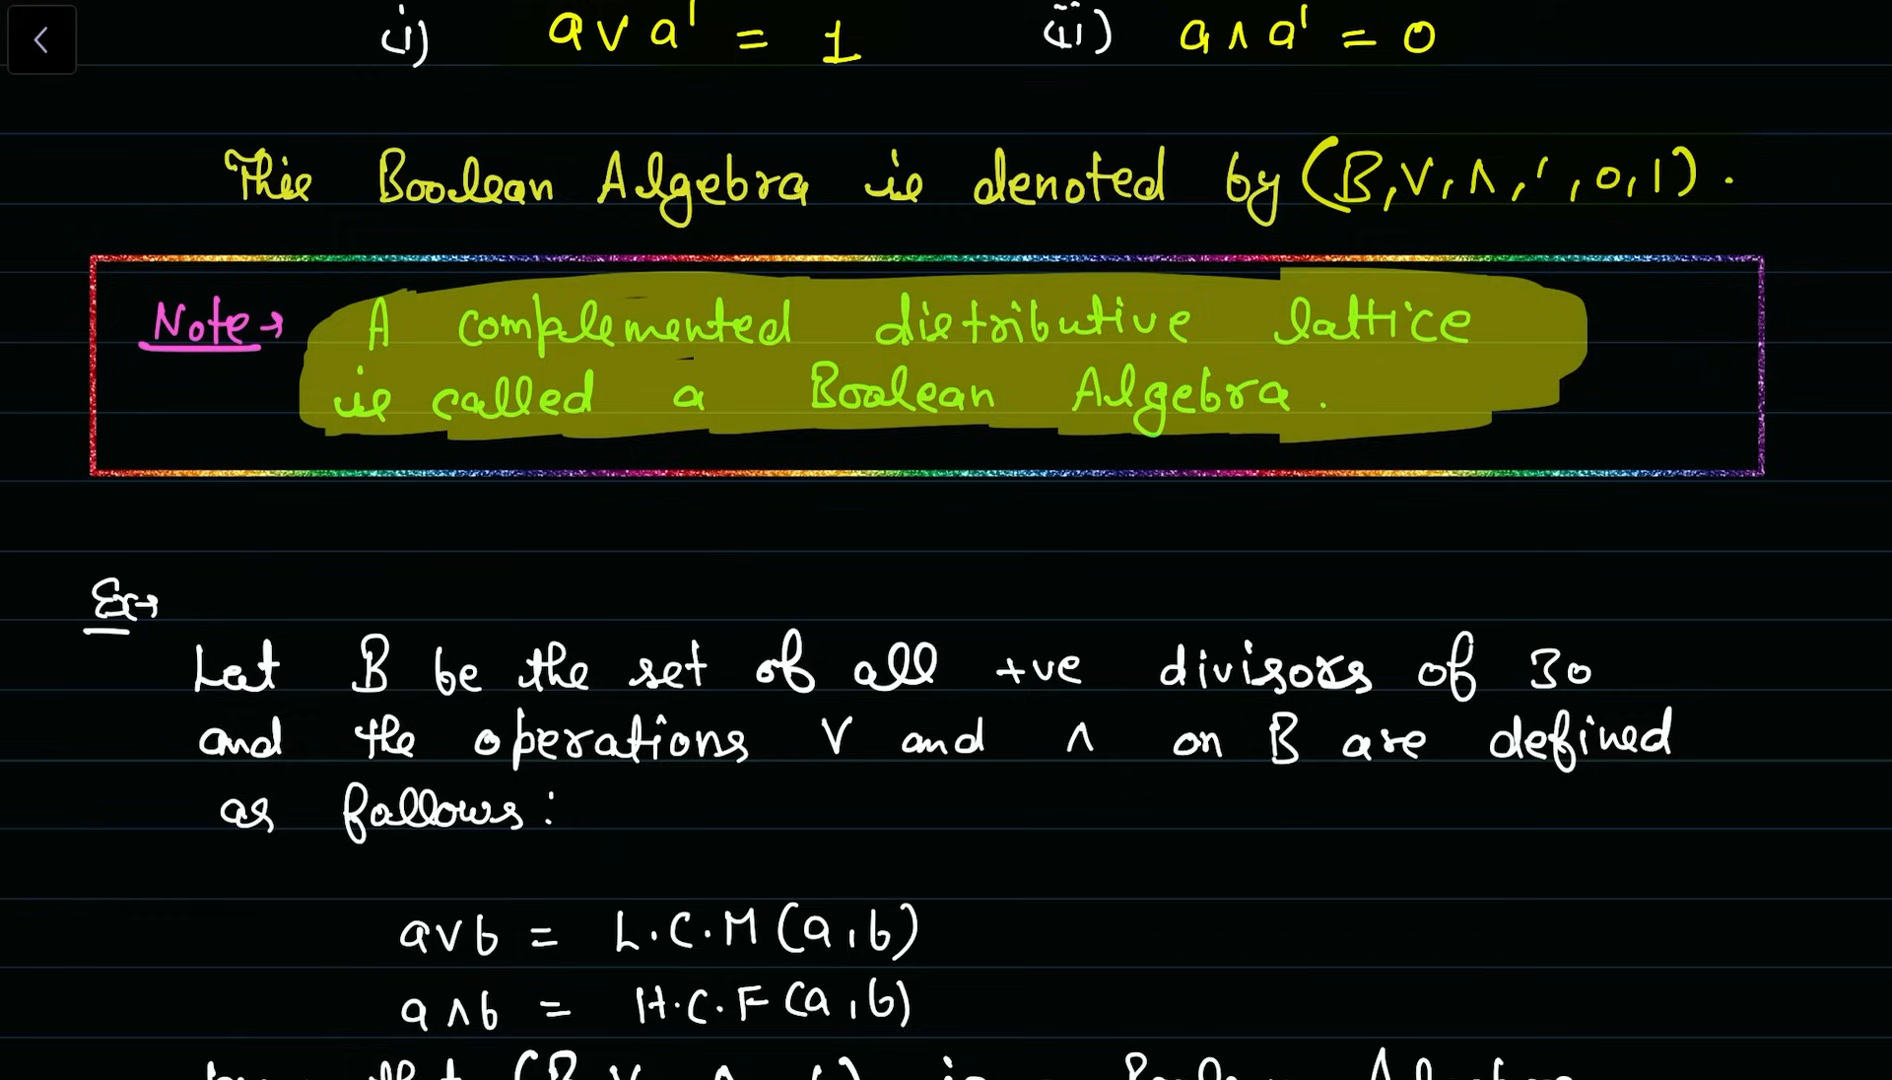 (i) a ∨ a' = 1 (ii) a ∧ a' = 0
This Boolean Algebra is denoted by (B, ∨, ∧, ', 0, 1).
Note→ A complemented distributive lattice
is called a Boolean Algebra.
Ex→
Let B be the set of all +ve divisors of 30
and the operations ∨ and ∧ on B are defined
as follows:
a∨b = L.C.M (a, b)
a∧b = H.C.F (a, b)